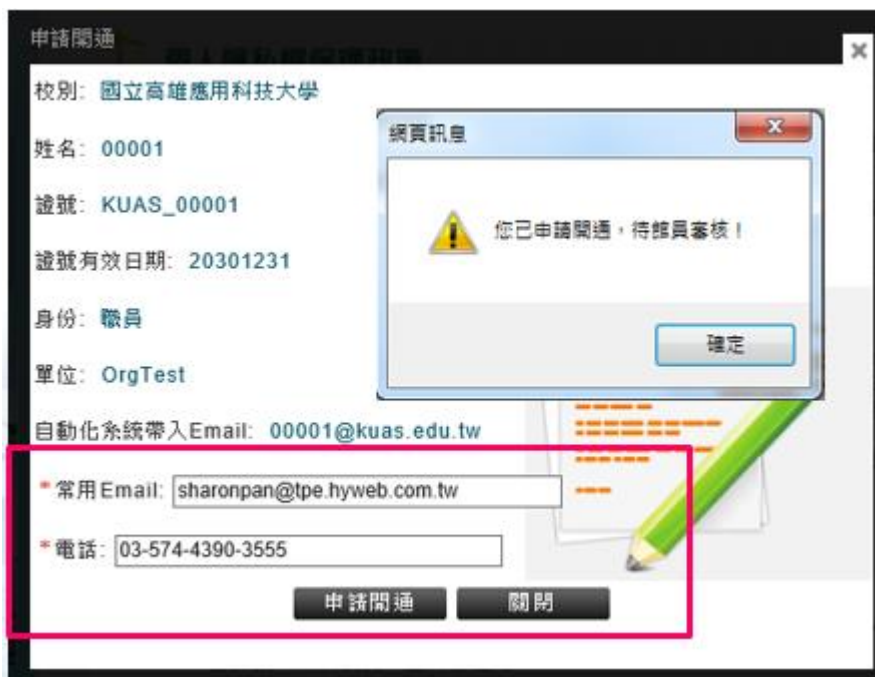 申請開通
校別: 國立高雄應用科技大學
姓名: 00001
證號: KUAS_00001
證號有效日期: 20301231
身份: 職員
單位: OrgTest
自動化系統帶入Email: 00001@kuas.edu.tw
*常用Email: sharonpan@tpe.hyweb.com.tw
*電話: 03-574-4390-3555
申請開通 關閉
網頁訊息
您已申請開通，待館員審核！
確定